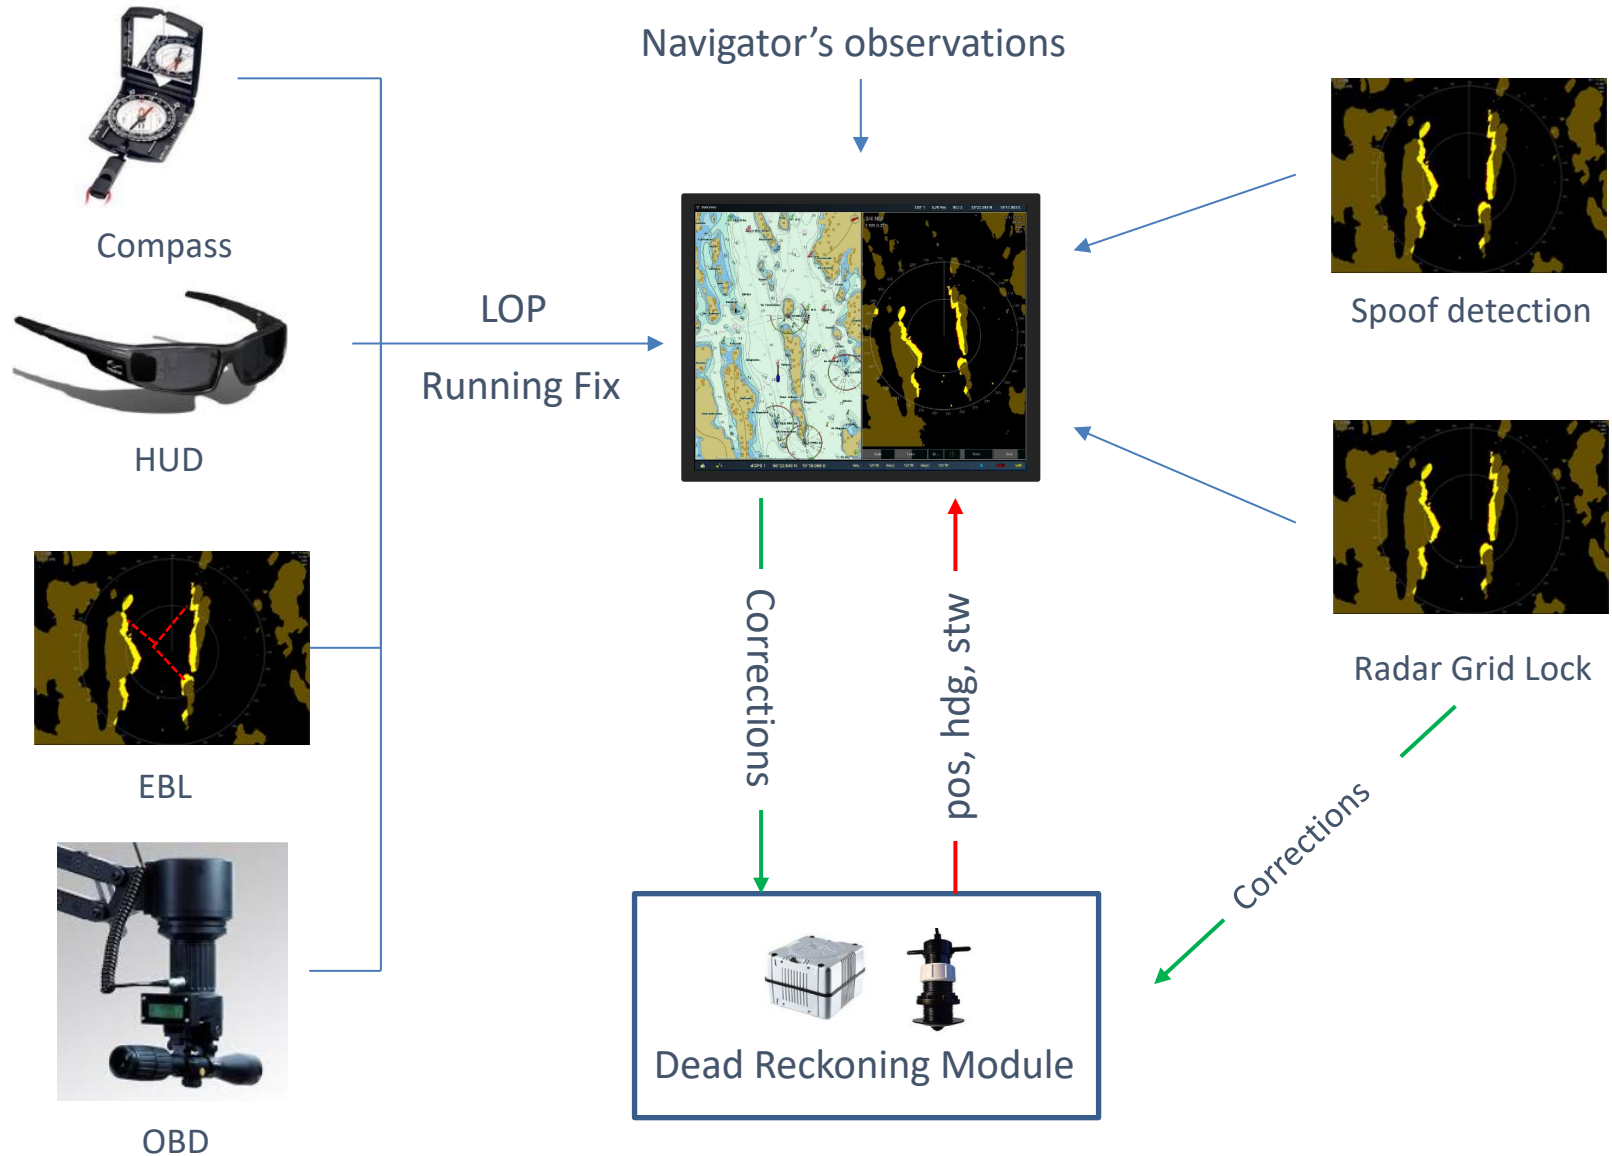 Navigator’s observations
Compass
HUD
EBL
OBD
LOP
Running Fix
Spoof detection
Radar Grid Lock
Corrections
pos, hdg, stw
Corrections
Dead Reckoning Module